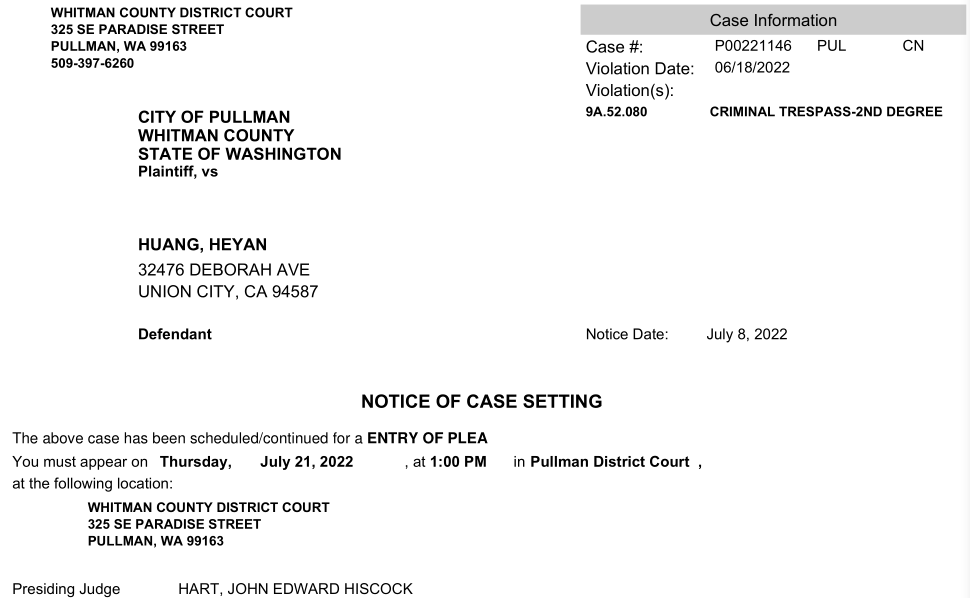 WHITMAN COUNTY DISTRICT COURT
325 SE PARADISE STREET
PULLMAN, WA 99163
509-397-6260
Case Information
Case #: P00221146 PUL CN
Violation Date: 06/18/2022
Violation(s):
9A.52.080 CRIMINAL TRESPASS-2ND DEGREE
CITY OF PULLMAN
WHITMAN COUNTY
STATE OF WASHINGTON
Plaintiff, vs
HUANG, HEYAN
32476 DEBORAH AVE
UNION CITY, CA 94587
Defendant
Notice Date: July 8, 2022
NOTICE OF CASE SETTING
The above case has been scheduled/continued for a ENTRY OF PLEA
You must appear on Thursday, July 21, 2022 , at 1:00 PM in Pullman District Court ,
at the following location:
WHITMAN COUNTY DISTRICT COURT
325 SE PARADISE STREET
PULLMAN, WA 99163
Presiding Judge HART, JOHN EDWARD HISCOCK